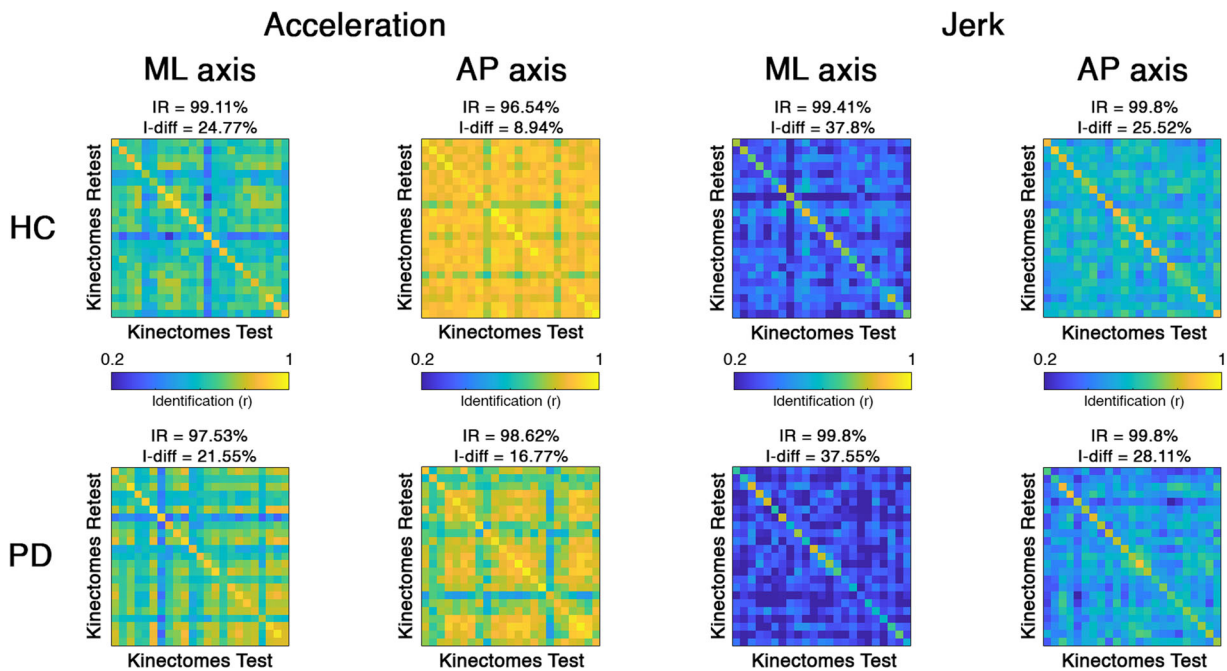 Acceleration
Jerk
ML axis
AP axis
ML axis
AP axis
IR = 99.11%
I-diff = 24.77%
IR = 96.54%
I-diff = 8.94%
IR = 99.41%
I-diff = 37.8%
IR = 99.8%
I-diff = 25.52%
HC
Kinectomes Retest
Kinectomes Retest
Kinectomes Retest
Kinectomes Retest
Kinectomes Test
Kinectomes Test
Kinectomes Test
Kinectomes Test
0.2 1
0.2 1
0.2 1
0.2 1
Identification (r)
Identification (r)
Identification (r)
Identification (r)
IR = 97.53%
I-diff = 21.55%
IR = 98.62%
I-diff = 16.77%
IR = 99.8%
I-diff = 37.55%
IR = 99.8%
I-diff = 28.11%
PD
Kinectomes Retest
Kinectomes Retest
Kinectomes Retest
Kinectomes Retest
Kinectomes Test
Kinectomes Test
Kinectomes Test
Kinectomes Test